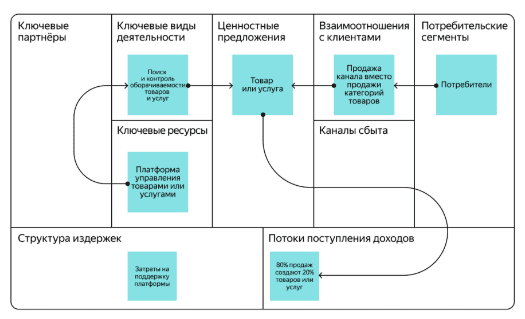 Ключевые
партнёры
Ключевые виды
деятельности
Поиск
и контроль
оборачиваемости
товаров
и услуг
Ключевые ресурсы
Платформа
управления
товарами или
услугами
Ценностные
предложения
Товар
или услуга
Взаимоотношения
с клиентами
Продажа
канала вместо
продажи
категорий
товаров
Каналы сбыта
Потребительские
сегменты
Потребители
Структура издержек
Затраты на
поддержку
платформы
Потоки поступления доходов
80% продаж
создают 20%
товаров или
услуг